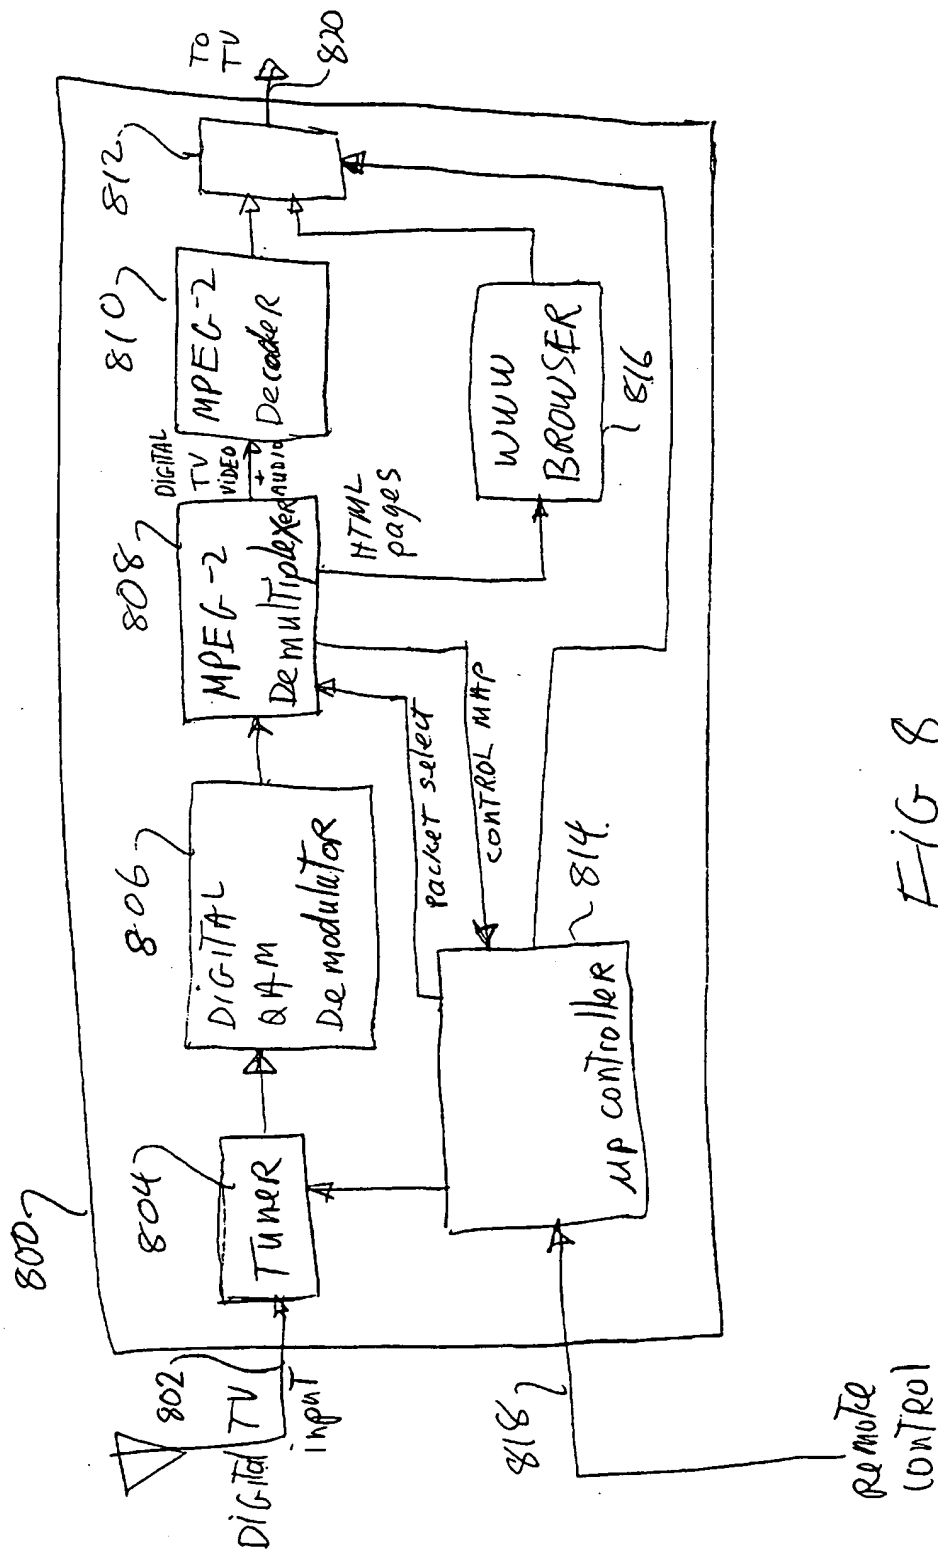 800
802
DiGital TV
input
804
TuneR
806
DiGITAL
QAM
DemodulatoR
808
MPEG-2
DemulTiplexeR
DIGITAL
TV
VIDEO
+
AUDIO
810
MPEG-2
DecodeR
812
TO
TV
820
HTML
pages
WWW
BROWSER
816
packet select
CONTROL MAP
814.
μp conTrolleR
818
Remote
conTRol
FiG 8